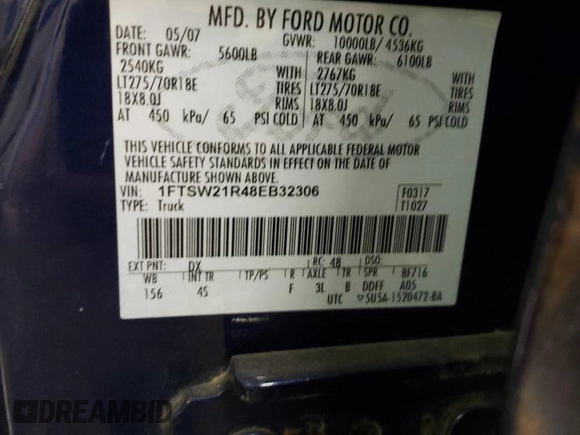 MFD. BY FORD MOTOR CO.
DATE: 05/07 GVWR: 10000LB/ 4536KG
FRONT GAWR: 5600LB REAR GAWR: 6100LB
2540KG WITH 2767KG WITH
LT275/70R18E TIRES LT275/70R18E TIRES
18X8.0J RIMS 18X8.0J RIMS
AT 450 kPa/ 65 PSI COLD AT 450 kPa/ 65 PSI COLD
Ford
THIS VEHICLE CONFORMS TO ALL APPLICABLE FEDERAL MOTOR
VEHICLE SAFETY STANDARDS IN EFFECT ON THE DATE OF
MANUFACTURE SHOWN ABOVE.
VIN: 1FTSW21R48EB32306 F0317
TYPE: Truck T1027
EXT PNT: DX RC: 48 DSO:
WB INT TR TP/PS R AXLE TR SPR 8F716
156 45 F 3L B DDFF A05
UTC 5U5A-1520472-BA
DREAMBID